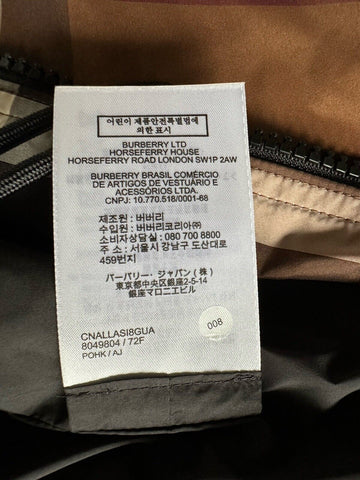 어린이 제품안전특별법에
의한 표시
BURBERRY LTD
HORSEFERRY HOUSE
HORSEFERRY ROAD LONDON SW1P 2AW
BURBERRY BRASIL COMÉRCIO
DE ARTIGOS DE VESTUÁRIO E
ACESSÓRIOS LTDA.
CNPJ: 10.770.518/0001-68
제조원 : 버버리
수입원 : 버버리코리아㈜
소비자상담실 : 080 700 8800
주 소 : 서울시 강남구 도산대로
459번지
バーバリー・ジャパン(株)
東京都中央区銀座2-5-14
銀座マロニエビル
CNALLASI8GUA
8049804 / 72F
POHK / AJ
008